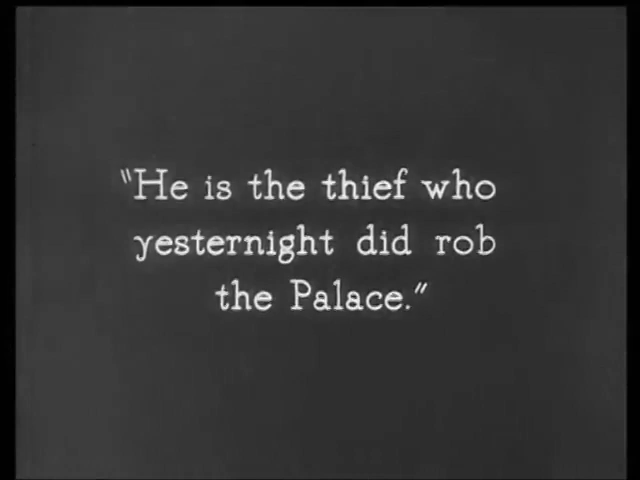 "He is the thief who
yesternight did rob
the Palace."